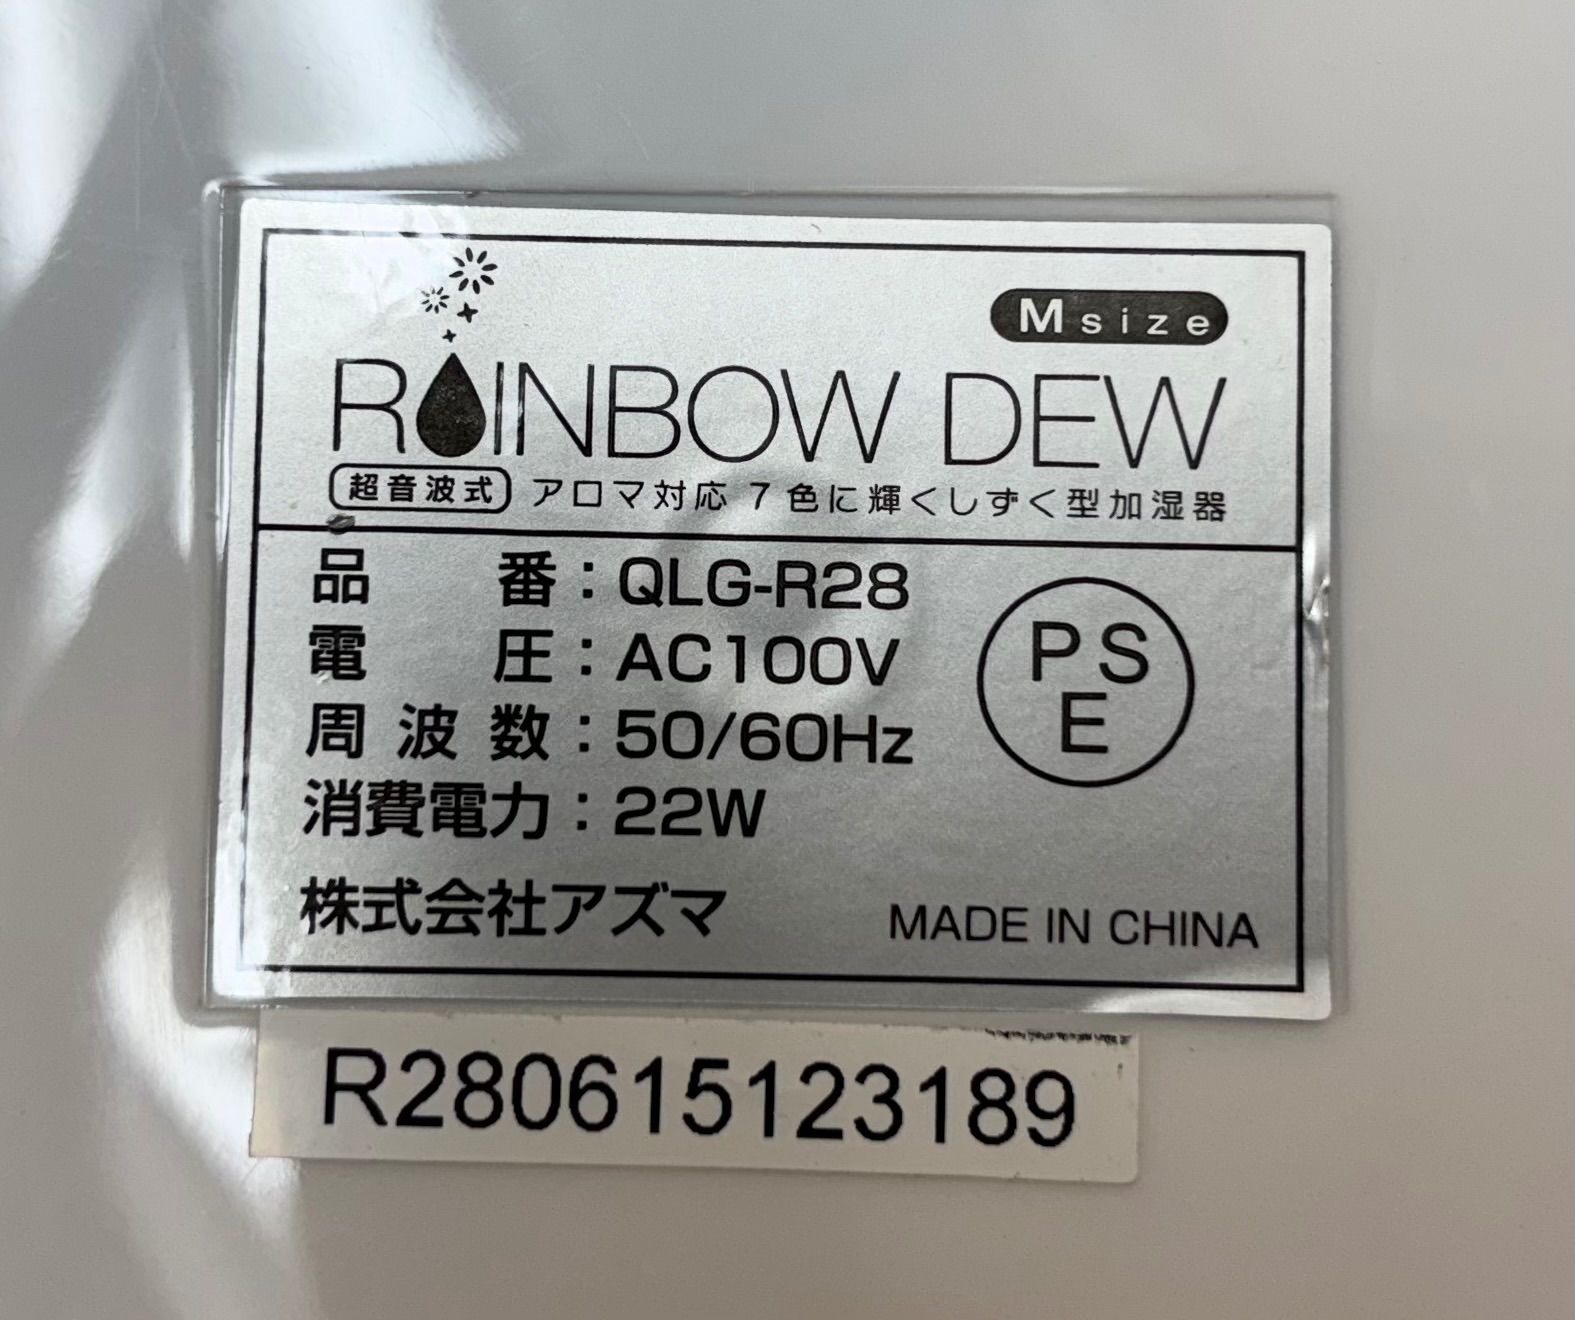 M size
RAINBOW DEW
超音波式 アロマ対応 7色に輝くしずく型加湿器
品番：QLG-R28
電圧：AC100V
周波数：50/60Hz
消費電力：22W
PSE
株式会社アズマ
MADE IN CHINA
R280615123189